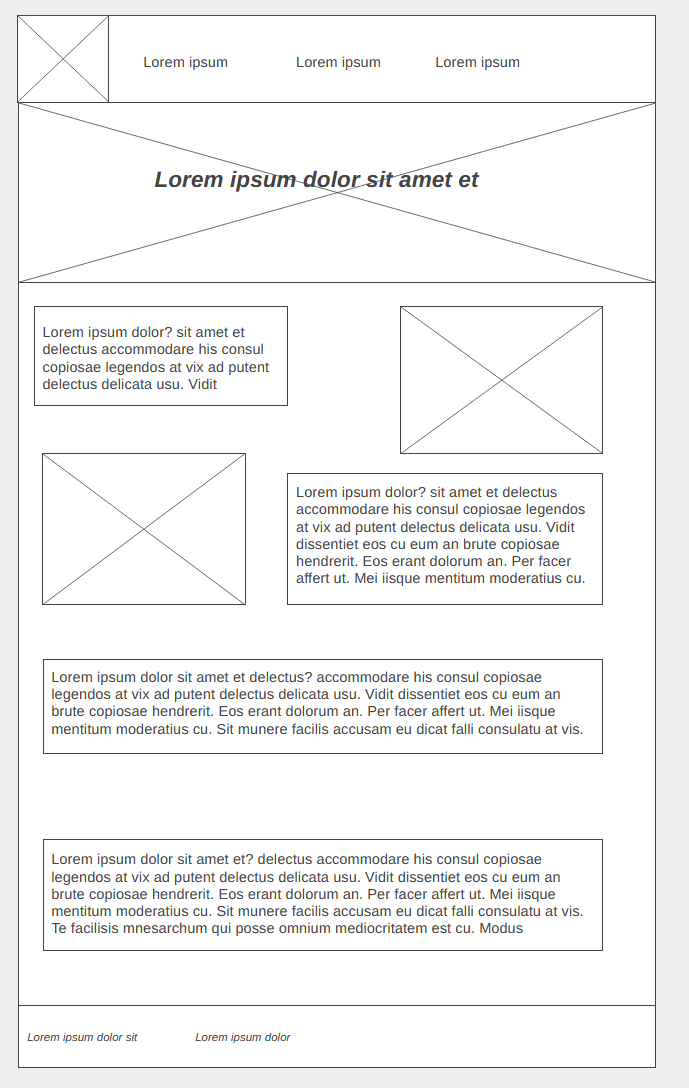 Lorem ipsum
Lorem ipsum
Lorem ipsum
Lorem ipsum dolor sit amet et
Lorem ipsum dolor? sit amet et
delectus accommodare his consul
copiosae legendos at vix ad putent
delectus delicata usu. Vidit
Lorem ipsum dolor? sit amet et delectus
accommodare his consul copiosae legendos
at vix ad putent delectus delicata usu. Vidit
dissentiet eos cu eum an brute copiosae
hendrerit. Eos erant dolorum an. Per facer
affert ut. Mei iisque mentitum moderatius cu.
Lorem ipsum dolor sit amet et delectus? accommodare his consul copiosae
legendos at vix ad putent delectus delicata usu. Vidit dissentiet eos cu eum an
brute copiosae hendrerit. Eos erant dolorum an. Per facer affert ut. Mei iisque
mentitum moderatius cu. Sit munere facilis accusam eu dicat falli consulatu at vis.
Lorem ipsum dolor sit amet et? delectus accommodare his consul copiosae
legendos at vix ad putent delectus delicata usu. Vidit dissentiet eos cu eum an
brute copiosae hendrerit. Eos erant dolorum an. Per facer affert ut. Mei iisque
mentitum moderatius cu. Sit munere facilis accusam eu dicat falli consulatu at vis.
Te facilisis mnesarchum qui posse omnium mediocritatem est cu. Modus
Lorem ipsum dolor sit
Lorem ipsum dolor